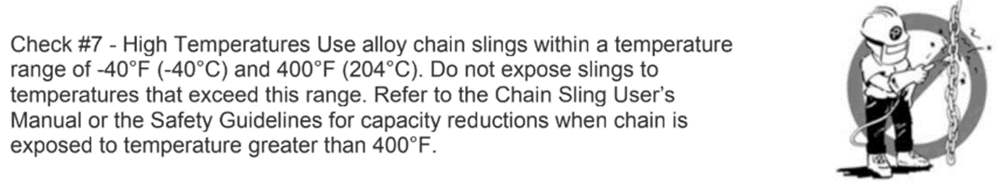 Check #7 - High Temperatures Use alloy chain slings within a temperature
range of -40°F (-40°C) and 400°F (204°C). Do not expose slings to
temperatures that exceed this range. Refer to the Chain Sling User’s
Manual or the Safety Guidelines for capacity reductions when chain is
exposed to temperature greater than 400°F.